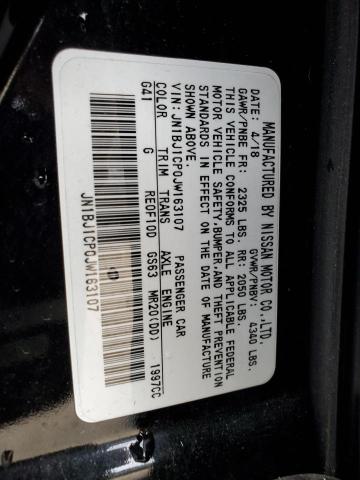 MANUFACTURED BY NISSAN MOTOR CO.,LTD.
DATE: 4/18 GVWR/PNBV: 4340 LBS.
GAWR/PNBE FR: 2325 LBS. RR: 2050 LBS.
THIS VEHICLE CONFORMS TO ALL APPLICABLE FEDERAL
MOTOR VEHICLE SAFETY,BUMPER,AND THEFT PREVENTION
STANDARDS IN EFFECT ON THE DATE OF MANUFACTURE
SHOWN ABOVE.
VIN:JN1BJ1CP0JW163107 PASSENGER CAR
COLOR TRIM TRANS AXLE ENGINE
G41 G RE0F10D GS63 MR20(DD) 1997CC
JN1BJ1CP0JW163107